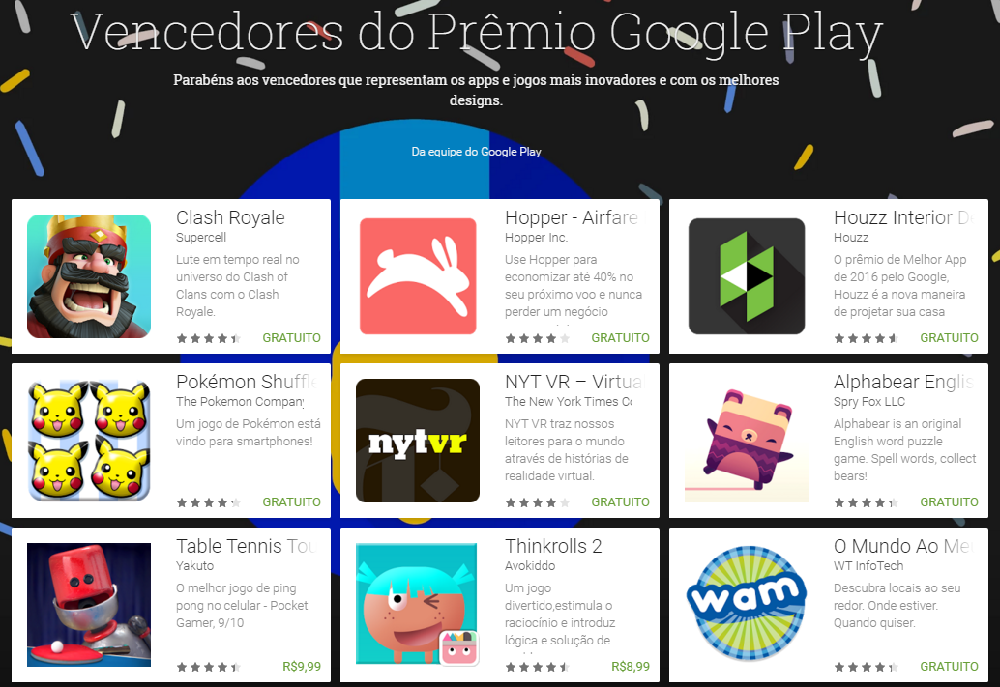 Vencedores do Prêmio Google Play
Parabéns aos vencedores que representam os apps e jogos mais inovadores e com os melhores
designs.
Da equipe do Google Play
Clash Royale
Supercell
Lute em tempo real no
universo do Clash of
Clans com o Clash
Royale.
GRATUITO
Hopper - Airfare
Hopper Inc.
Use Hopper para
economizar até 40% no
seu próximo voo e nunca
perder um negócio
GRATUITO
Houzz Interior De
Houzz
O prêmio de Melhor App
de 2016 pelo Google,
Houzz é a nova maneira
de projetar sua casa
GRATUITO
Pokémon Shuffle
The Pokemon Company
Um jogo de Pokémon está
vindo para smartphones!
GRATUITO
nytvr
NYT VR – Virtua
The New York Times Co
NYT VR traz nossos
leitores para o mundo
através de histórias de
realidade virtual.
GRATUITO
Alphabear Englis
Spry Fox LLC
Alphabear is an original
English word puzzle
game. Spell words, collect
bears!
GRATUITO
Table Tennis Tou
Yakuto
O melhor jogo de ping
pong no celular - Pocket
Gamer, 9/10
R$9,99
Thinkrolls 2
Avokiddo
Um jogo
divertido,estimula o
raciocínio e introduz
lógica e solução de
R$8,99
wam
O Mundo Ao Me
WT InfoTech
Descubra locais ao seu
redor. Onde estiver.
Quando quiser.
GRATUITO